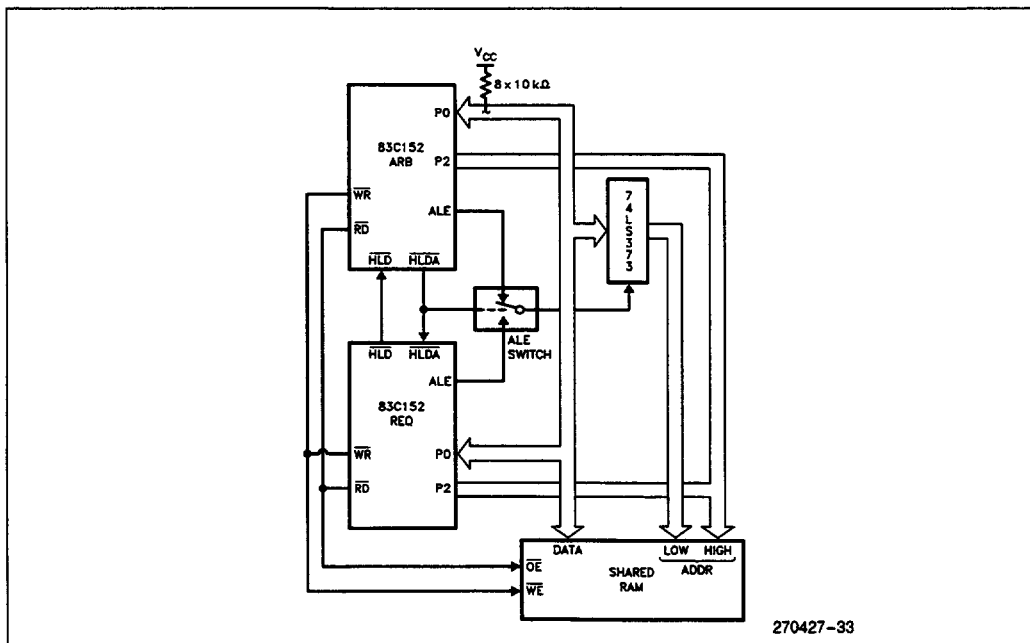 VCC
8 x 10 kΩ
P0
83C152
ARB
P2
WR
ALE
RD
HLD
HLDA
74LS373
ALE
SWITCH
HLD
HLDA
ALE
83C152
REQ
WR
P0
RD
P2
DATA
LOW
HIGH
ADDR
OE
SHARED
RAM
WE
270427-33